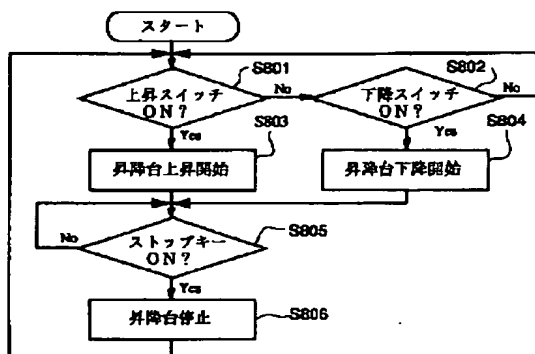 スタート
S801
上昇スイッチ
ON?
No
S802
下降スイッチ
ON?
No
Yes
S803
昇降台上昇開始
Yes
S804
昇降台下降開始
No
ストップキー
ON?
S805
Yes
昇降台停止
S806